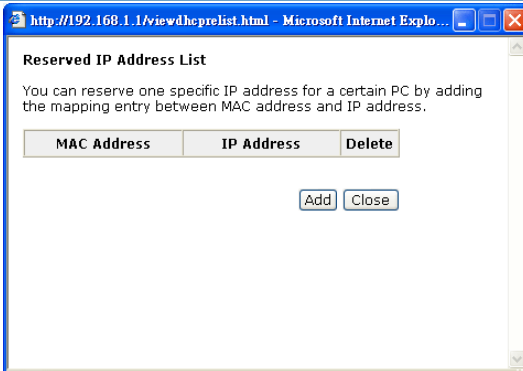 http://192.168.1.1/viewdhcprelist.html - Microsoft Internet Explo...
Reserved IP Address List
You can reserve one specific IP address for a certain PC by adding
the mapping entry between MAC address and IP address.
MAC Address IP Address Delete
Add Close